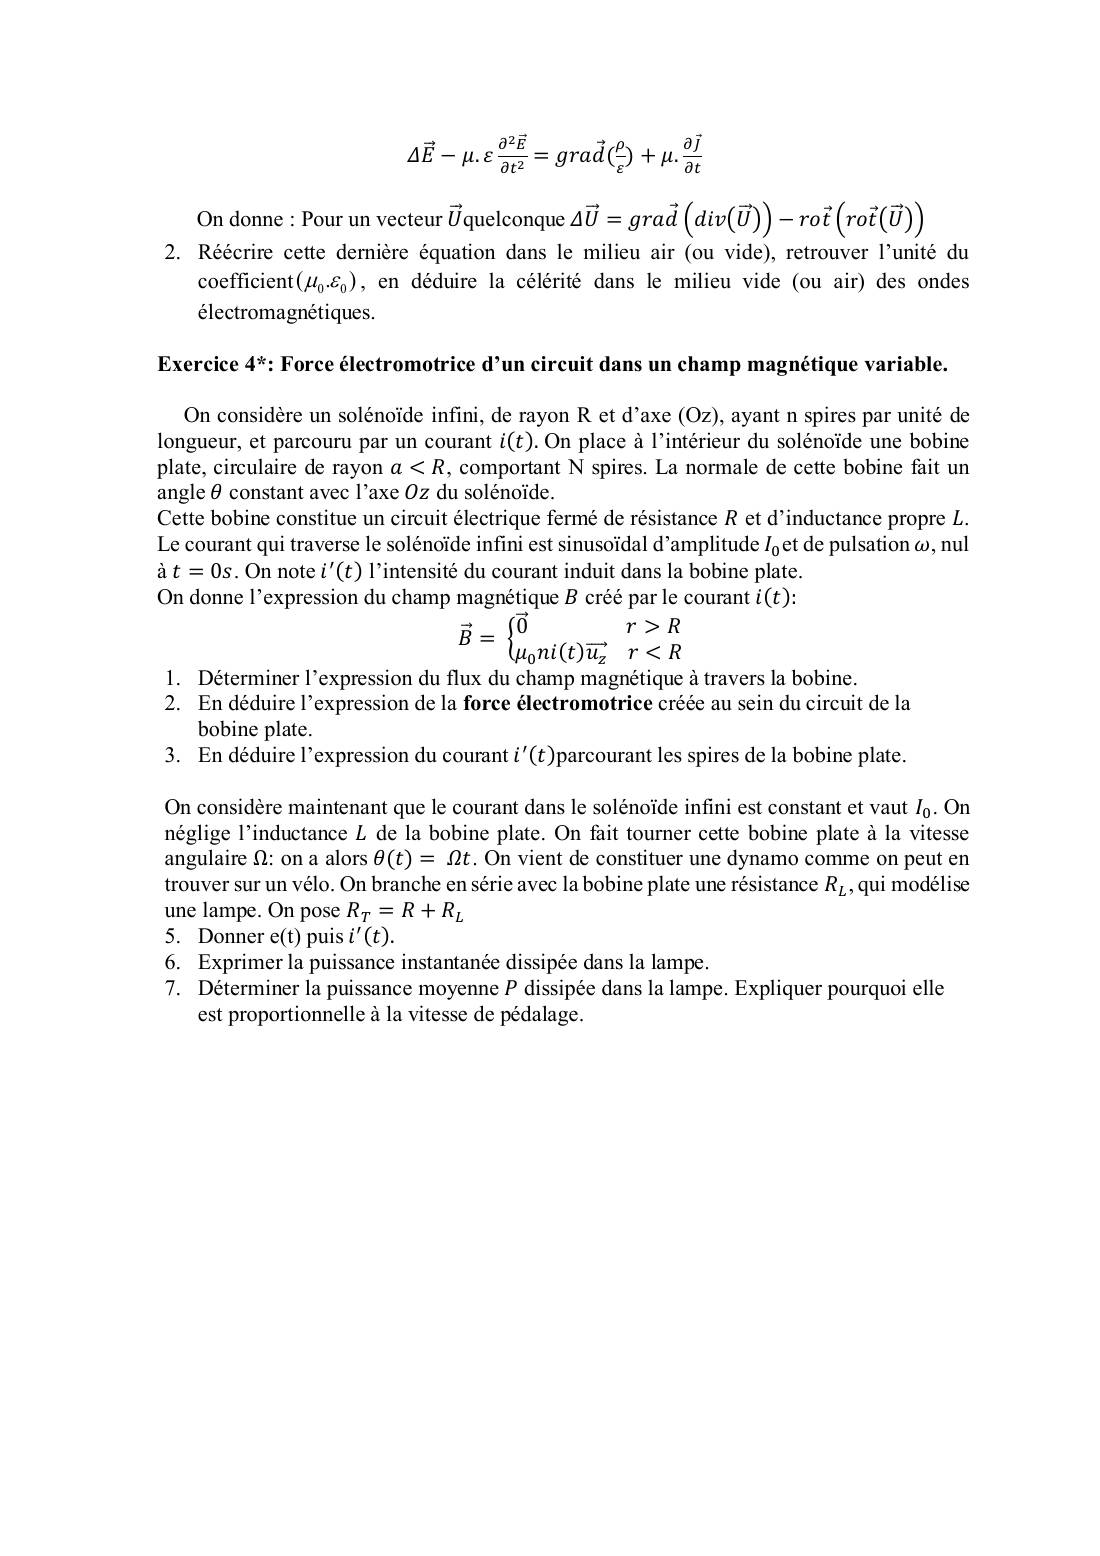 ΔE⃗ − μ. ε ∂²E⃗/∂t² = grad⃗(ρ/ε) + μ. ∂J⃗/∂t
On donne : Pour un vecteur U⃗quelconque ΔU⃗ = grad⃗ (div(U⃗)) − rot⃗ (rot⃗(U⃗))
2. Réécrire cette dernière équation dans le milieu air (ou vide), retrouver l’unité du
coefficient(μ₀.ε₀), en déduire la célérité dans le milieu vide (ou air) des ondes
électromagnétiques.
Exercice 4*: Force électromotrice d’un circuit dans un champ magnétique variable.
On considère un solénoïde infini, de rayon R et d’axe (Oz), ayant n spires par unité de
longueur, et parcouru par un courant i(t). On place à l’intérieur du solénoïde une bobine
plate, circulaire de rayon a < R, comportant N spires. La normale de cette bobine fait un
angle θ constant avec l’axe Oz du solénoïde.
Cette bobine constitue un circuit électrique fermé de résistance R et d’inductance propre L.
Le courant qui traverse le solénoïde infini est sinusoïdal d’amplitude I₀et de pulsation ω, nul
à t = 0s. On note i′(t) l’intensité du courant induit dans la bobine plate.
On donne l’expression du champ magnétique B créé par le courant i(t):
B⃗ = { 0⃗ r > R
μ₀ni(t)u_z⃗ r < R
1. Déterminer l’expression du flux du champ magnétique à travers la bobine.
2. En déduire l’expression de la force électromotrice créée au sein du circuit de la
bobine plate.
3. En déduire l’expression du courant i′(t)parcourant les spires de la bobine plate.
On considère maintenant que le courant dans le solénoïde infini est constant et vaut I₀. On
néglige l’inductance L de la bobine plate. On fait tourner cette bobine plate à la vitesse
angulaire Ω: on a alors θ(t) = Ωt. On vient de constituer une dynamo comme on peut en
trouver sur un vélo. On branche en série avec la bobine plate une résistance R_L, qui modélise
une lampe. On pose R_T = R + R_L
5. Donner e(t) puis i′(t).
6. Exprimer la puissance instantanée dissipée dans la lampe.
7. Déterminer la puissance moyenne P dissipée dans la lampe. Expliquer pourquoi elle
est proportionnelle à la vitesse de pédalage.